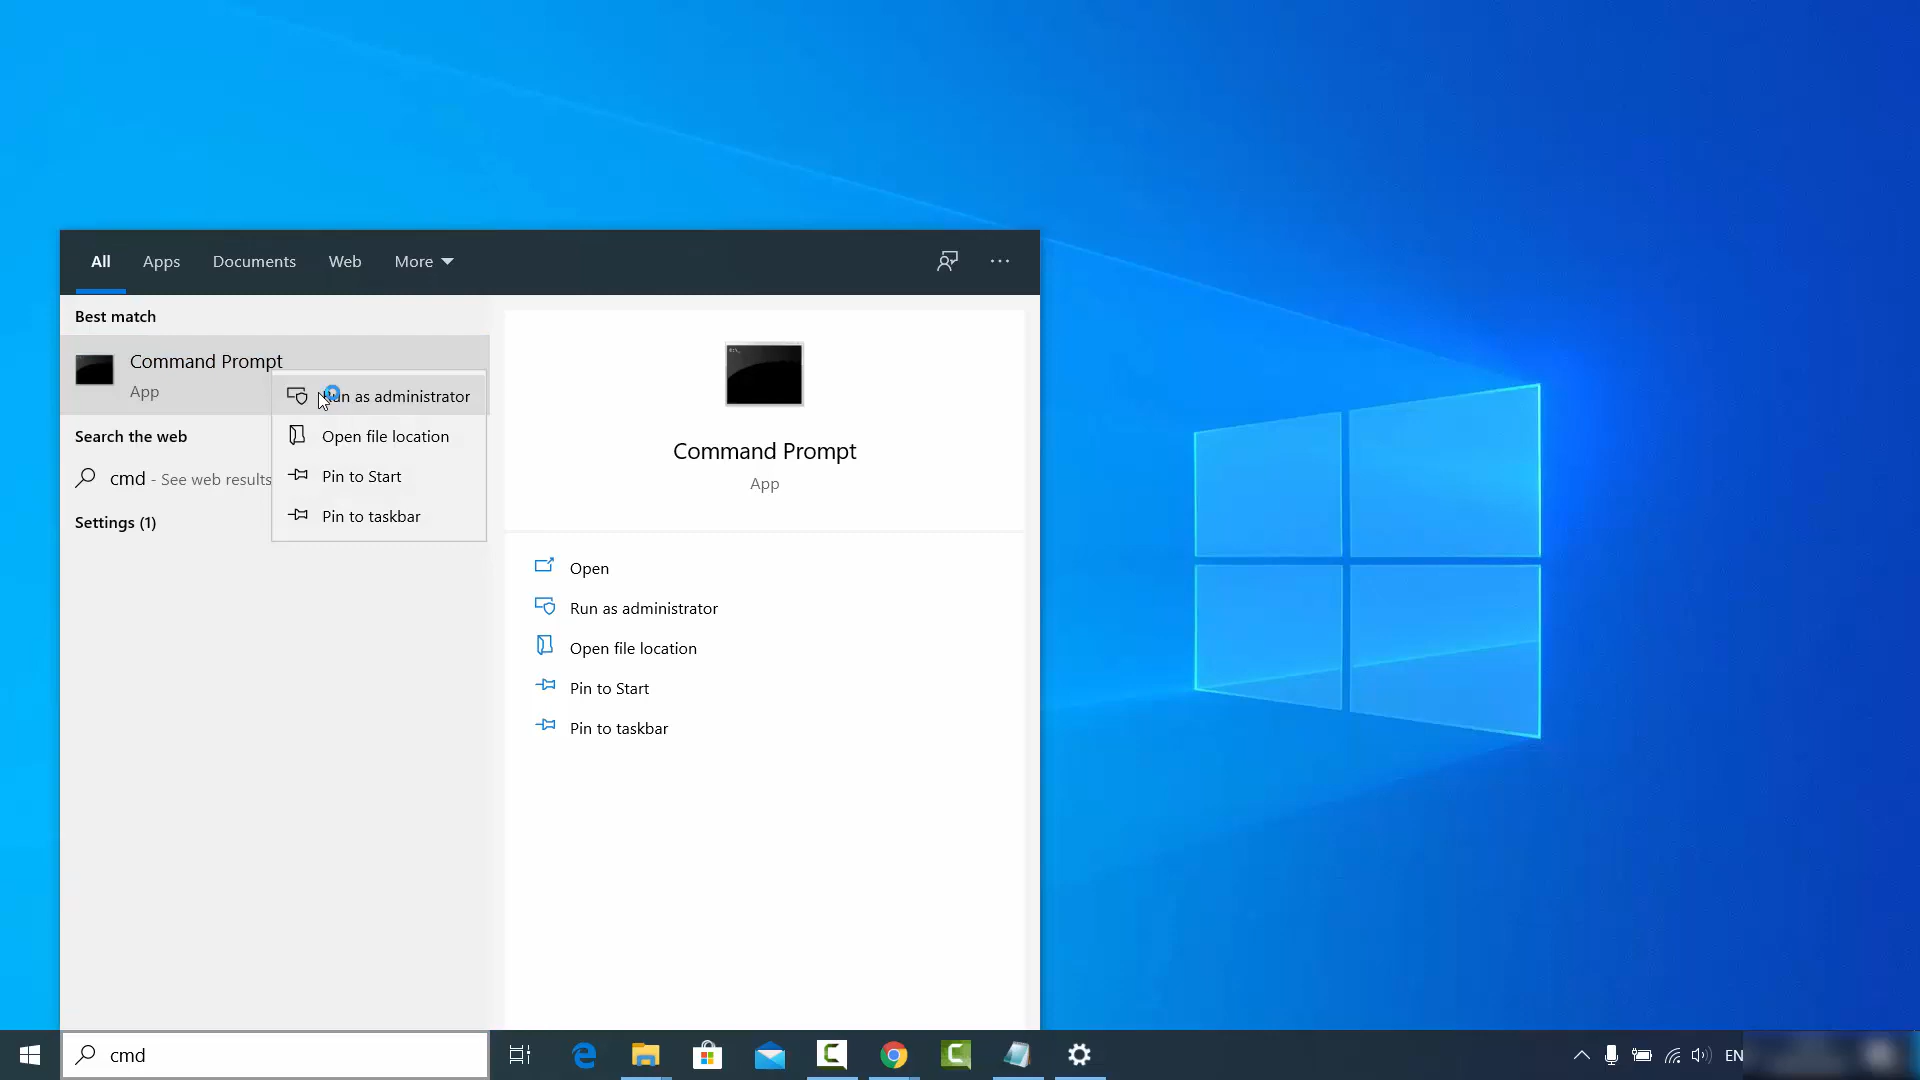 All Apps Documents Web More
Best match
Command Prompt
App
Run as administrator
Open file location
Pin to Start
Pin to taskbar
Search the web
cmd - See web results
Settings (1)
Command Prompt
App
Open
Run as administrator
Open file location
Pin to Start
Pin to taskbar
cmd
EN